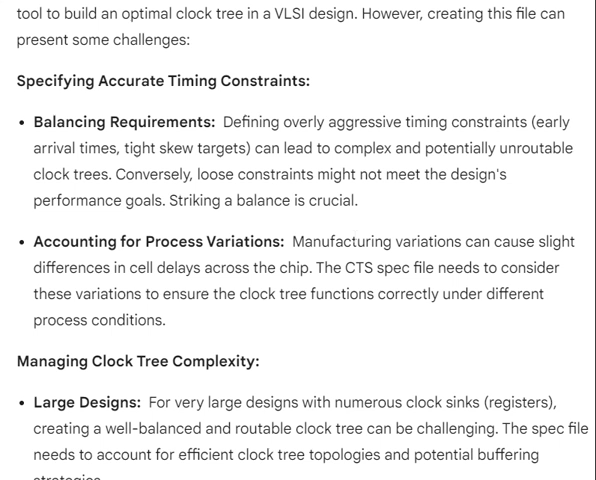 tool to build an optimal clock tree in a VLSI design. However, creating this file can
present some challenges:
Specifying Accurate Timing Constraints:
• Balancing Requirements: Defining overly aggressive timing constraints (early
arrival times, tight skew targets) can lead to complex and potentially unroutable
clock trees. Conversely, loose constraints might not meet the design's
performance goals. Striking a balance is crucial.
• Accounting for Process Variations: Manufacturing variations can cause slight
differences in cell delays across the chip. The CTS spec file needs to consider
these variations to ensure the clock tree functions correctly under different
process conditions.
Managing Clock Tree Complexity:
• Large Designs: For very large designs with numerous clock sinks (registers),
creating a well-balanced and routable clock tree can be challenging. The spec file
needs to account for efficient clock tree topologies and potential buffering